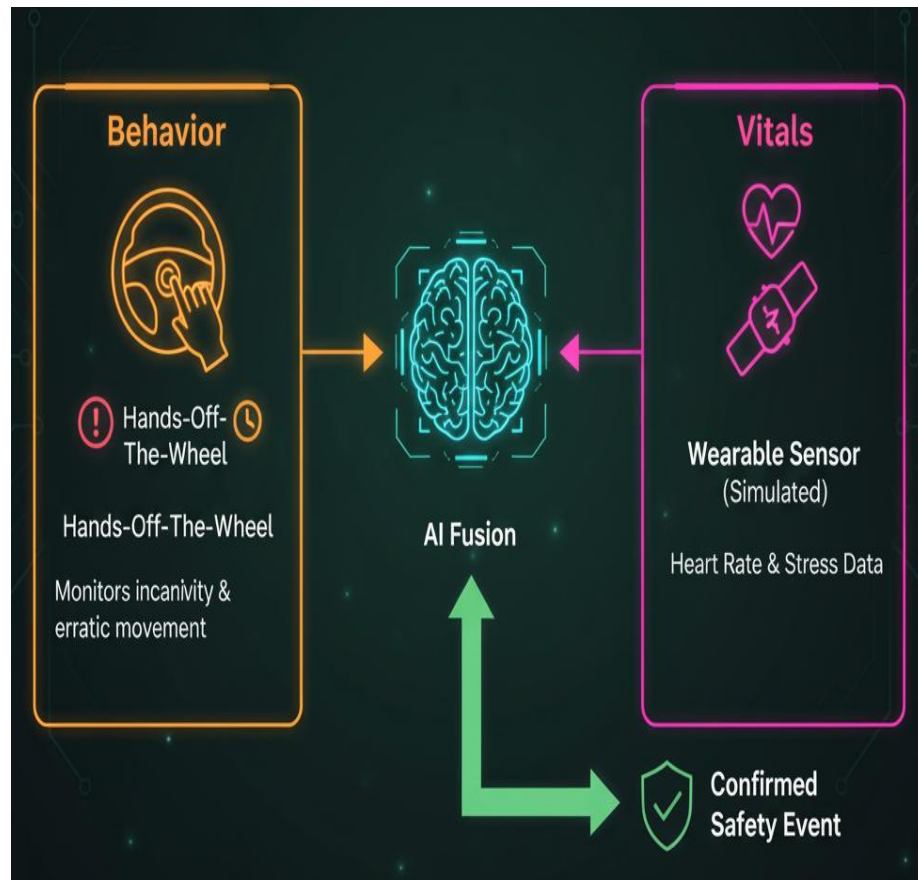 Behavior
Hands-Off-
The-Wheel
Hands-Off-The-Wheel
Monitors incanivity &
erratic movement
AI Fusion
Vitals
Wearable Sensor
(Simulated)
Heart Rate & Stress Data
Confirmed
Safety Event